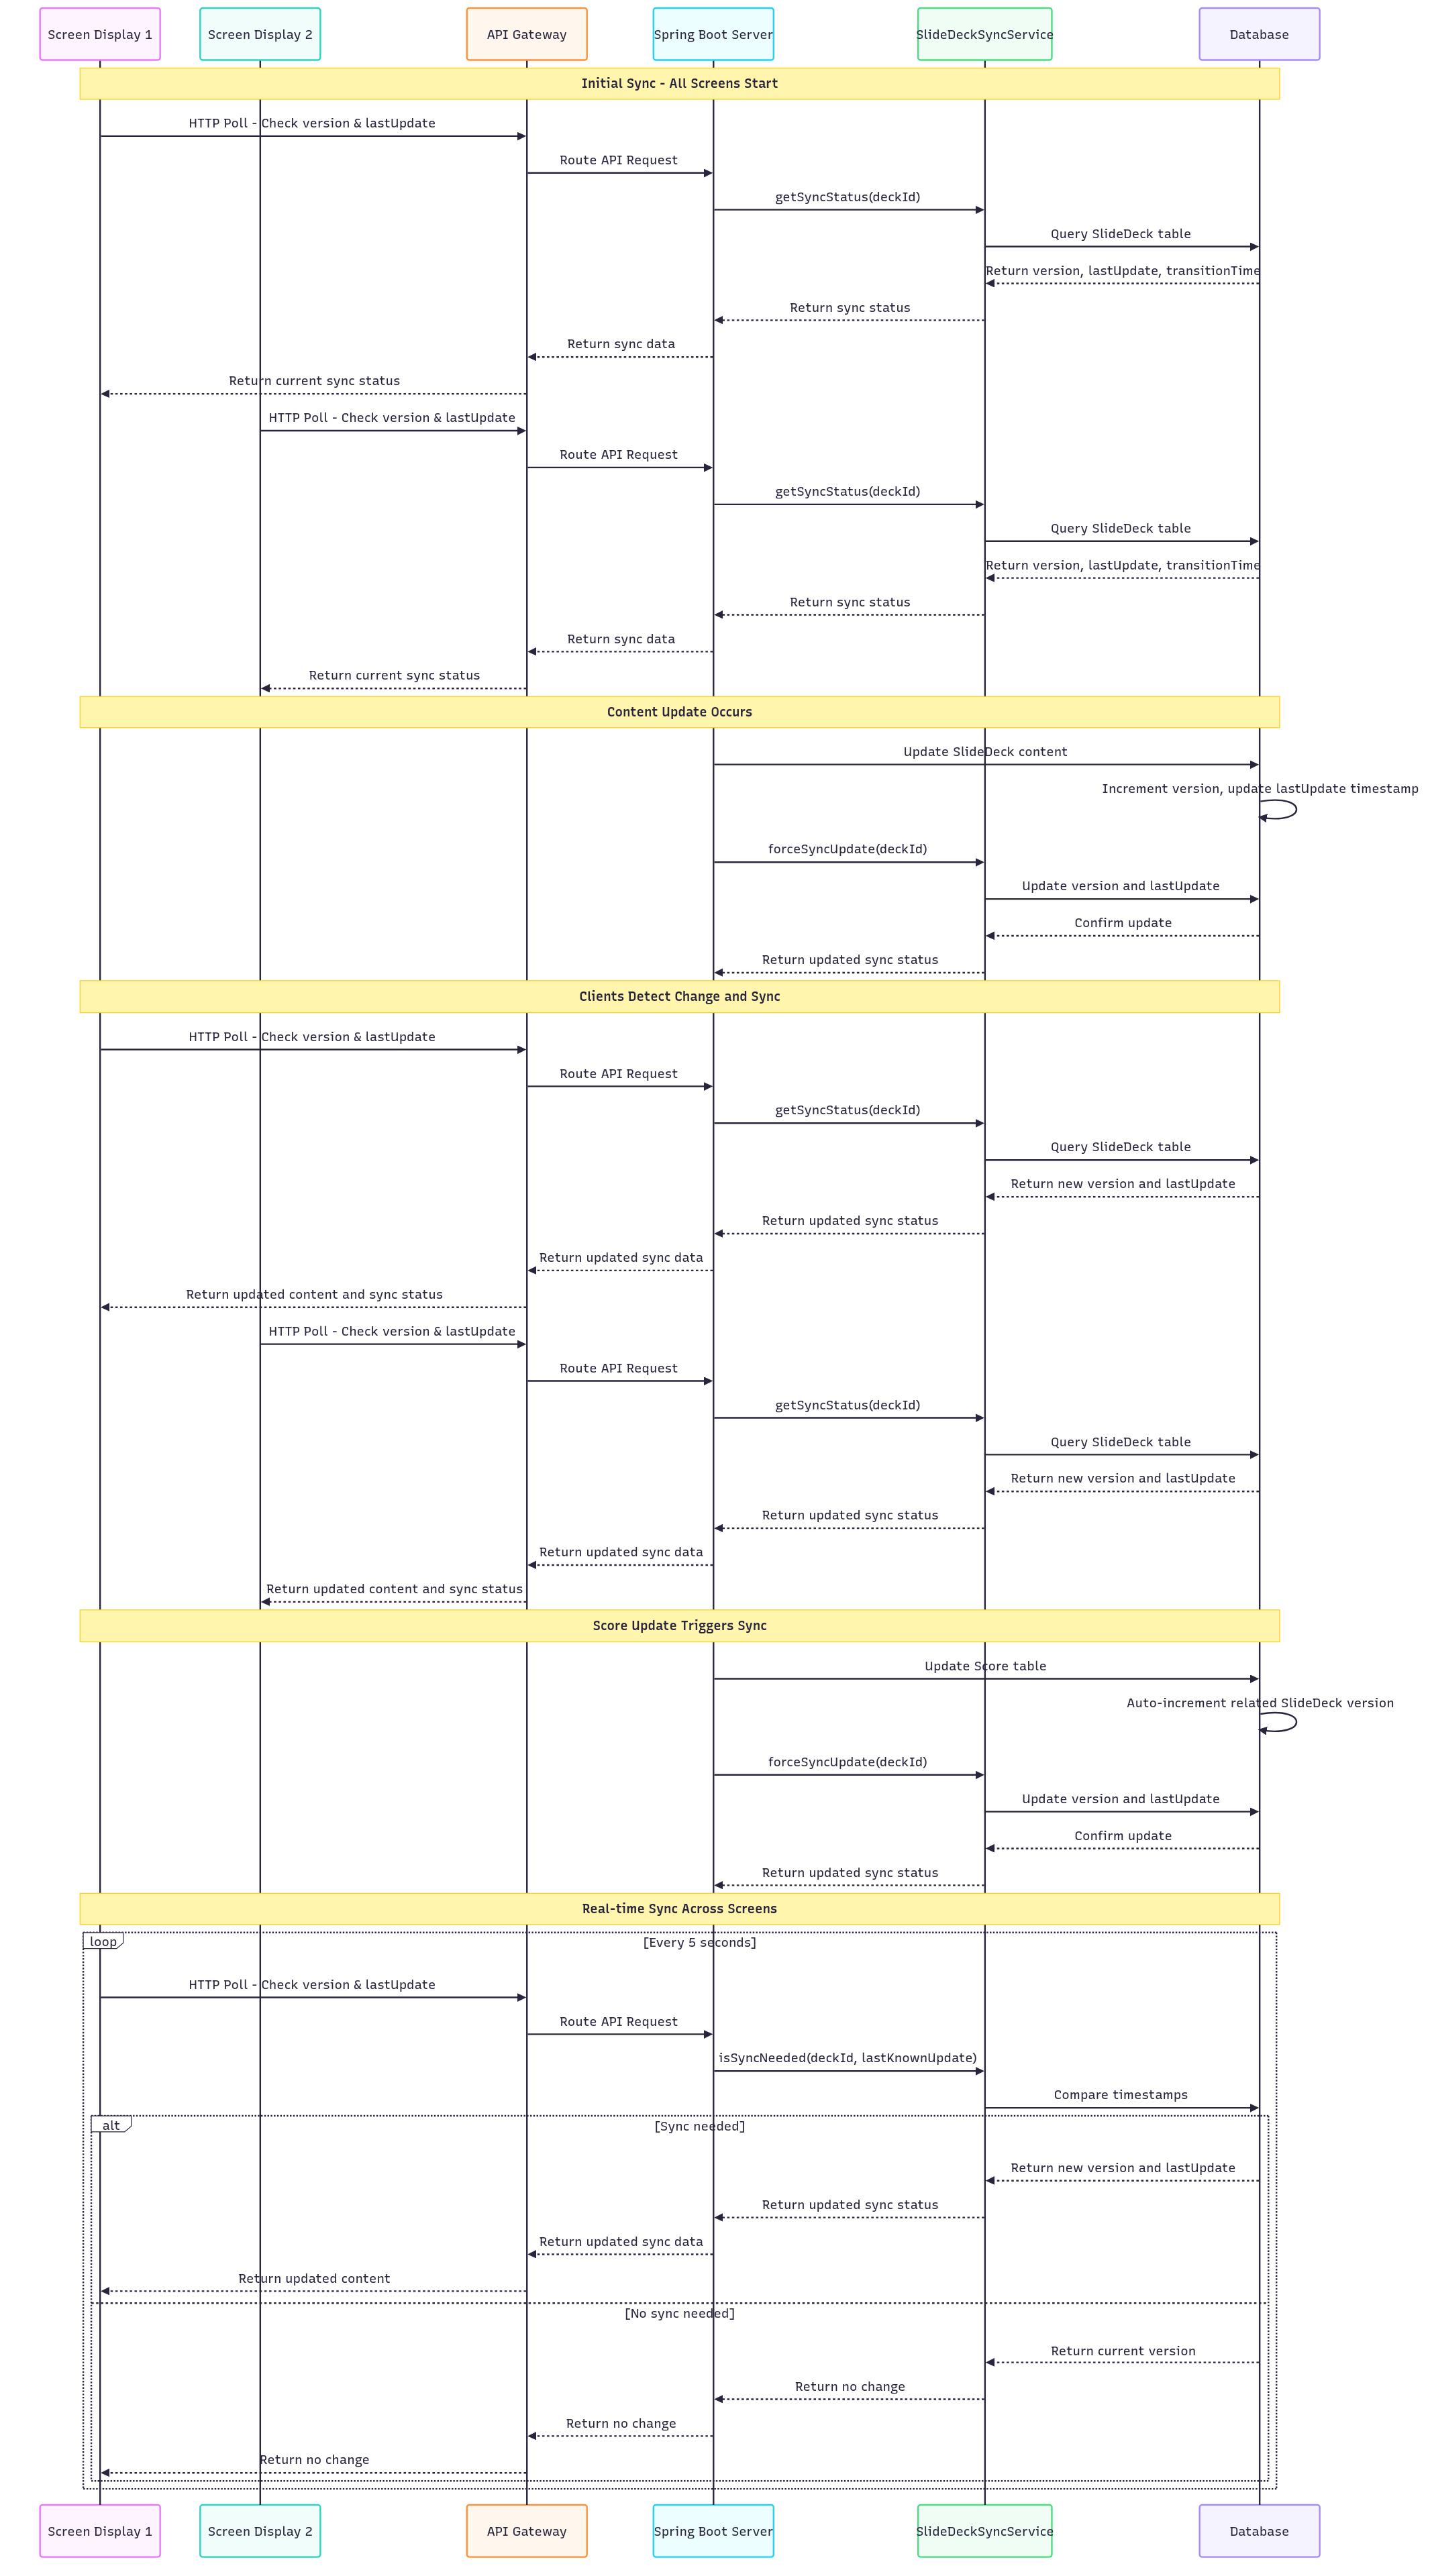 Screen Display 1
Screen Display 2
API Gateway
Spring Boot Server
SlideDeckSyncService
Database
Initial Sync - All Screens Start
HTTP Poll - Check version & lastUpdate
Route API Request
getSyncStatus(deckId)
Query SlideDeck table
Return version, lastUpdate, transitionTime
Return sync status
Return sync data
Return current sync status
HTTP Poll - Check version & lastUpdate
Route API Request
getSyncStatus(deckId)
Query SlideDeck table
Return version, lastUpdate, transitionTime
Return sync status
Return sync data
Return current sync status
Content Update Occurs
Update SlideDeck content
Increment version, update lastUpdate timestamp
forceSyncUpdate(deckId)
Update version and lastUpdate
Confirm update
Return updated sync status
Clients Detect Change and Sync
HTTP Poll - Check version & lastUpdate
Route API Request
getSyncStatus(deckId)
Query SlideDeck table
Return new version and lastUpdate
Return updated sync status
Return updated sync data
Return updated content and sync status
HTTP Poll - Check version & lastUpdate
Route API Request
getSyncStatus(deckId)
Query SlideDeck table
Return new version and lastUpdate
Return updated sync status
Return updated sync data
Return updated content and sync status
Score Update Triggers Sync
Update Score table
Auto-increment related SlideDeck version
forceSyncUpdate(deckId)
Update version and lastUpdate
Confirm update
Return updated sync status
Real-time Sync Across Screens
loop
[Every 5 seconds]
HTTP Poll - Check version & lastUpdate
Route API Request
isSyncNeeded(deckId, lastKnownUpdate)
Compare timestamps
alt
[Sync needed]
Return new version and lastUpdate
Return updated sync status
Return updated sync data
Return updated content
[No sync needed]
Return current version
Return no change
Return no change
Return no change
Screen Display 1
Screen Display 2
API Gateway
Spring Boot Server
SlideDeckSyncService
Database